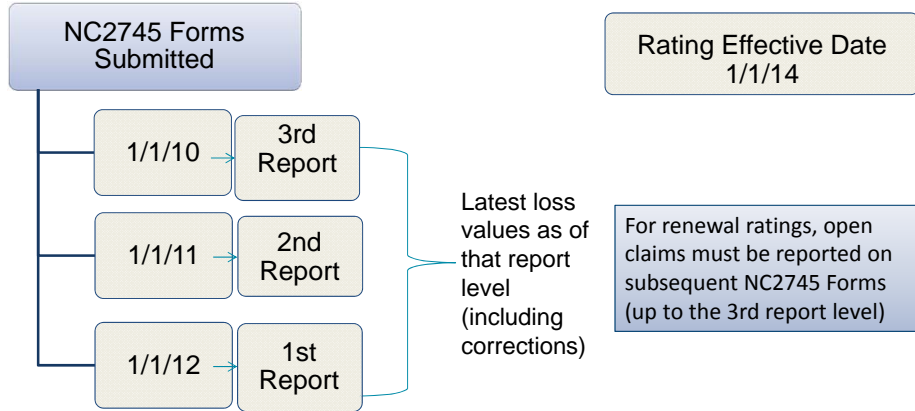 NC2745 Forms
Submitted
Rating Effective Date
1/1/14
1/1/10
3rd
Report
1/1/11
2nd
Report
1/1/12
1st
Report
Latest loss
values as of
that report
level
(including
corrections)
For renewal ratings, open
claims must be reported on
subsequent NC2745 Forms
(up to the 3rd report level)